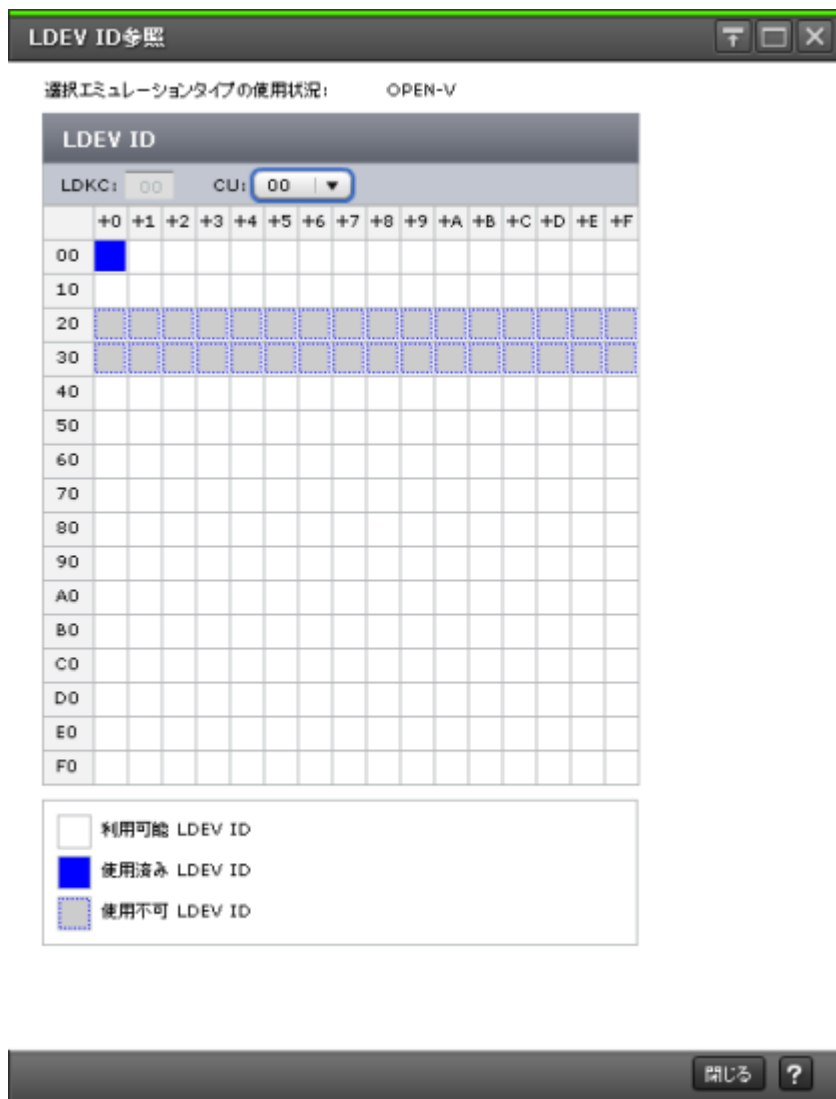 LDEV ID参照
選択エミュレーションタイプの使用状況: OPEN-V
LDEV ID
LDKC: 00 CU: 00
+0 +1 +2 +3 +4 +5 +6 +7 +8 +9 +A +B +C +D +E +F
00
10
20
30
40
50
60
70
80
90
A0
B0
C0
D0
E0
F0
利用可能 LDEV ID
使用済み LDEV ID
使用不可 LDEV ID
閉じる ?